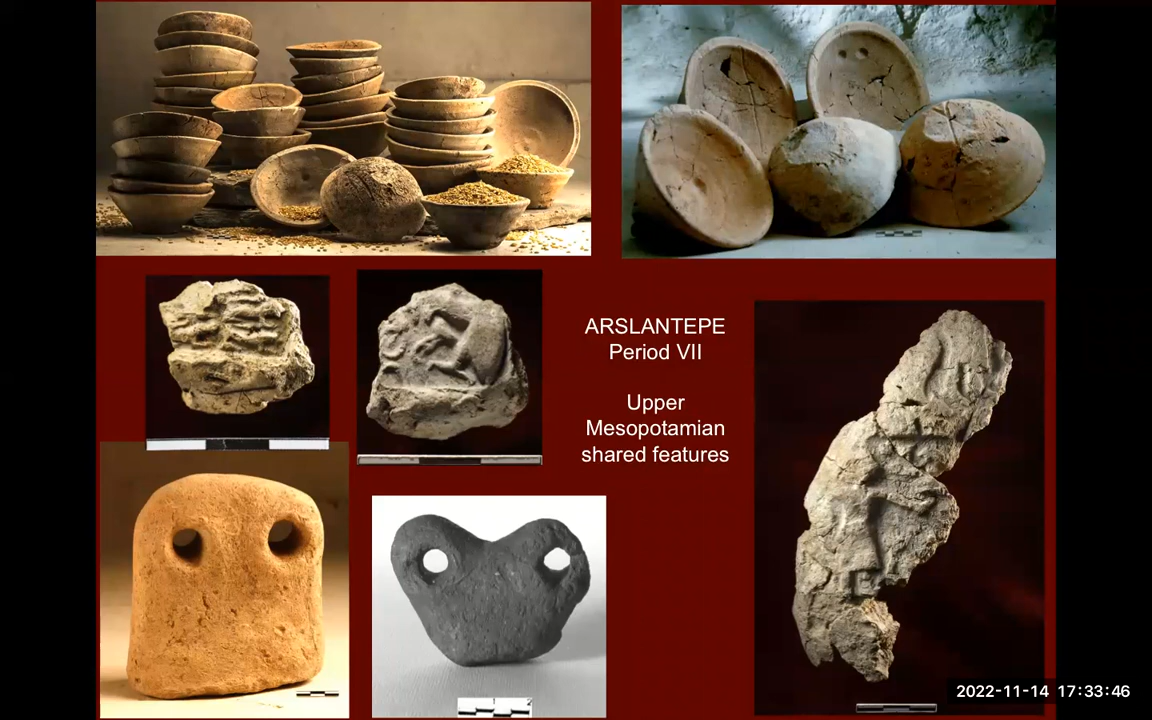 ARSLANTEPE
Period VII
Upper
Mesopotamian
shared features
2022-11-14 17:33:46